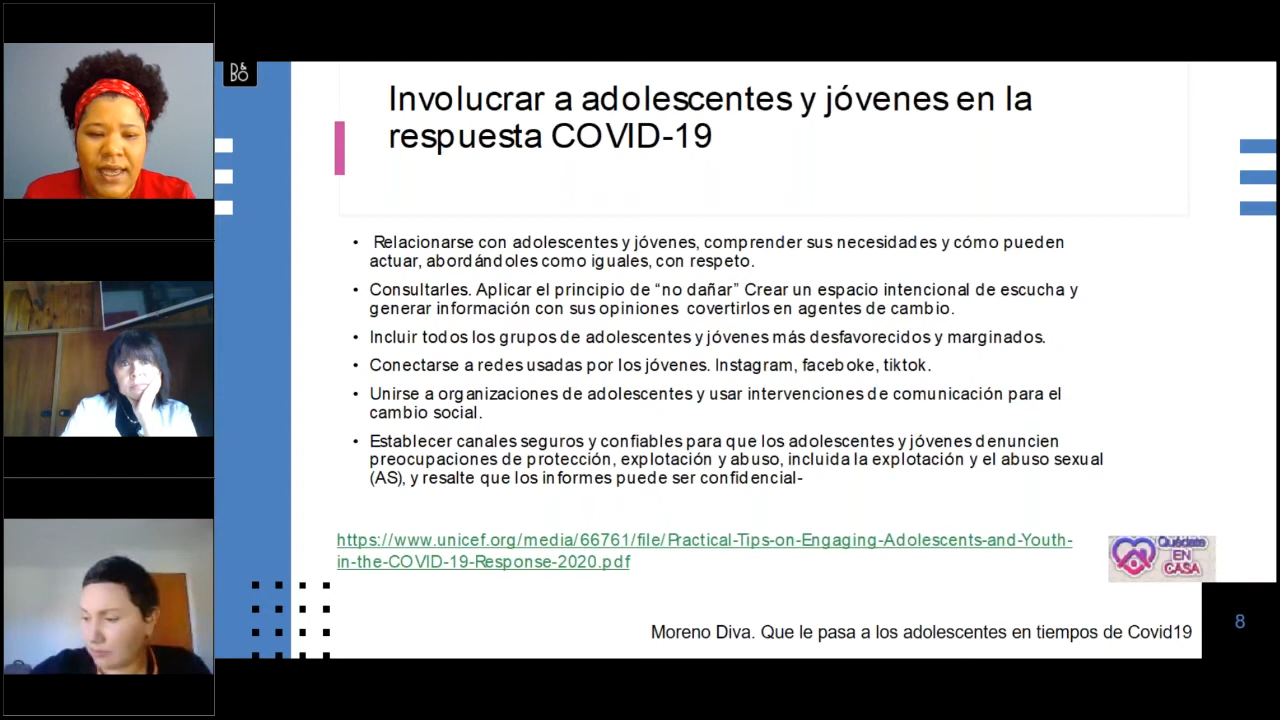 D&
BO
Involucrar a adolescentes y jóvenes en la
respuesta COVID-19
• Relacionarse con adolescentes y jóvenes, comprender sus necesidades y cómo pueden
actuar, abordándoles como iguales, con respeto.
• Consultarles. Aplicar el principio de “no dañar” Crear un espacio intencional de escucha y
generar información con sus opiniones covertirlos en agentes de cambio.
• Incluir todos los grupos de adolescentes y jóvenes más desfavorecidos y marginados.
• Conectarse a redes usadas por los jóvenes. Instagram, faceboke, tiktok.
• Unirse a organizaciones de adolescentes y usar intervenciones de comunicación para el
cambio social.
• Establecer canales seguros y confiables para que los adolescentes y jóvenes denuncien
preocupaciones de protección, explotación y abuso, incluida la explotación y el abuso sexual
(AS), y resalte que los informes puede ser confidencial-
https://www.unicef.org/media/66761/file/Practical-Tips-on-Engaging-Adolescents-and-Youth-
in-the-COVID-19-Response-2020.pdf
Quédate
EN
CASA
Moreno Diva. Que le pasa a los adolescentes en tiempos de Covid19
8